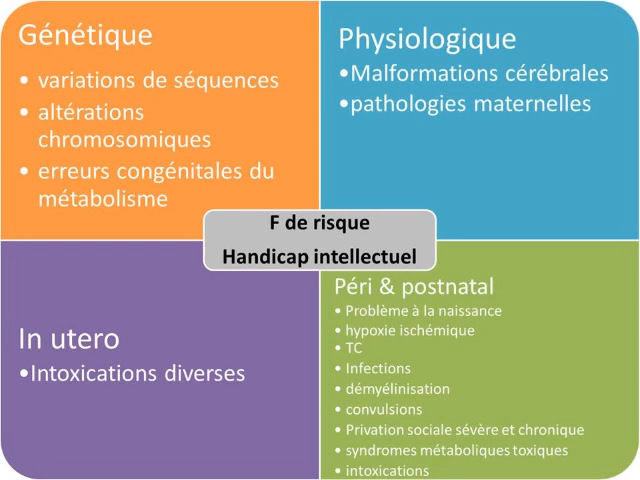 Génétique
• variations de séquences
• altérations
chromosomiques
• erreurs congénitales du
métabolisme
Physiologique
•Malformations cérébrales
•pathologies maternelles
F de risque
Handicap intellectuel
In utero
•Intoxications diverses
Péri & postnatal
• Problème à la naissance
• hypoxie ischémique
• TC
• Infections
• démyélinisation
• convulsions
• Privation sociale sévère et chronique
• syndromes métaboliques toxiques
• intoxications